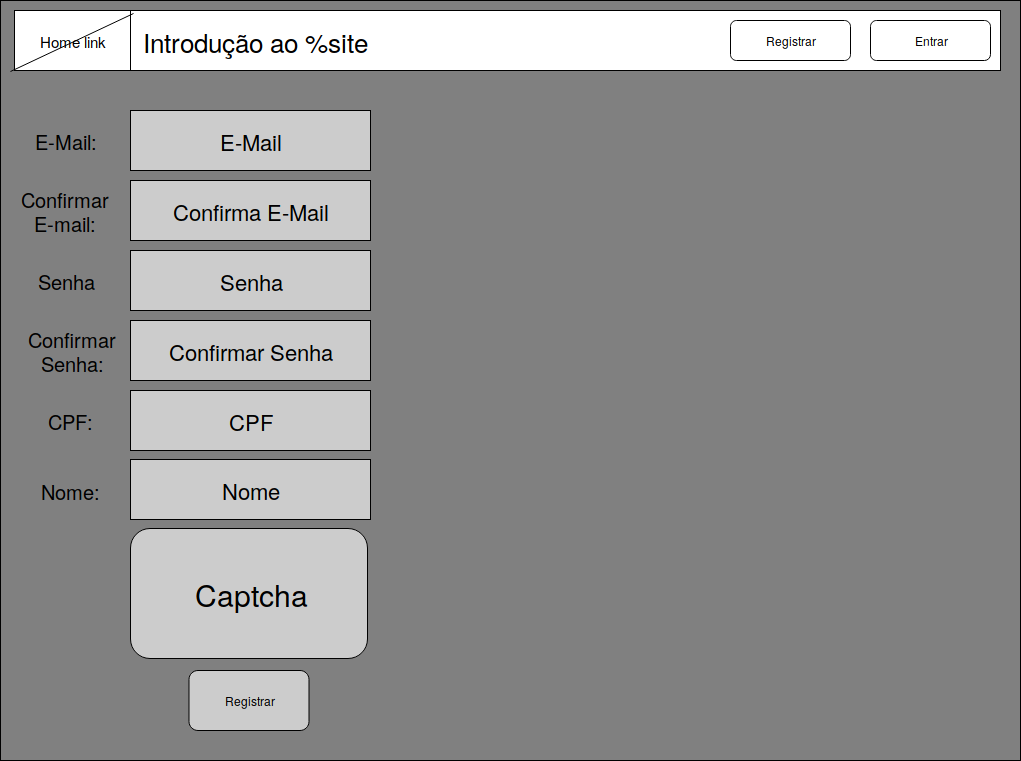 Home link
Introdução ao %site
Registrar
Entrar
E-Mail:
E-Mail
Confirmar
E-mail:
Confirma E-Mail
Senha
Senha
Confirmar
Senha:
Confirmar Senha
CPF:
CPF
Nome:
Nome
Captcha
Registrar